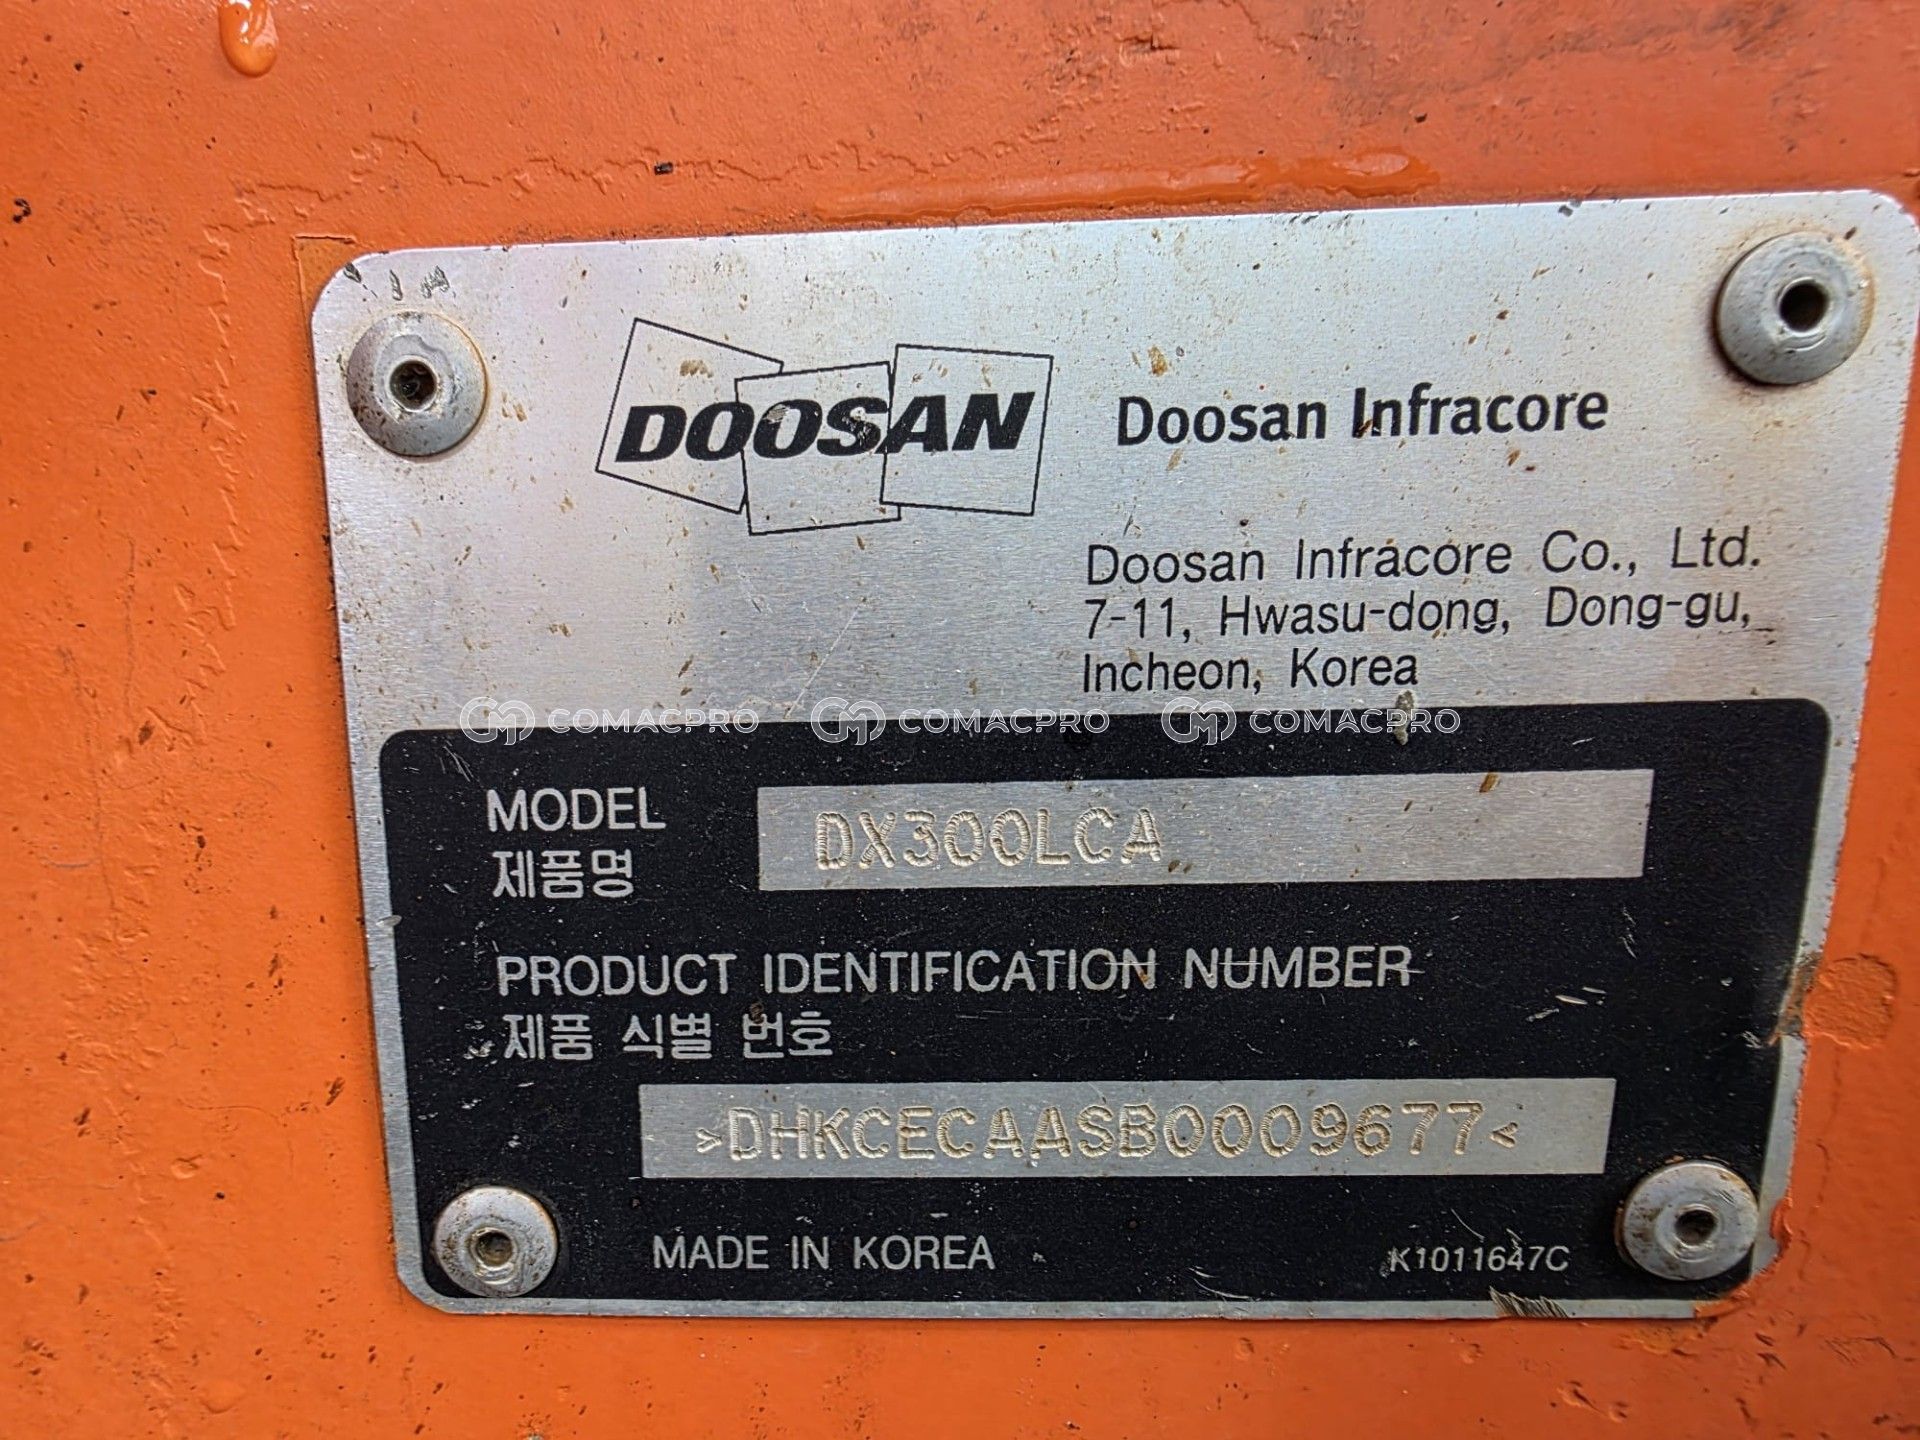 DOOSAN Doosan Infracore
Doosan Infracore Co., Ltd.
7-11, Hwasu-dong, Dong-gu,
Incheon, Korea
COMACPRO COMACPRO COMACPRO
MODEL DX300LCA
제품명
PRODUCT IDENTIFICATION NUMBER
제품 식별 번호
>DHKCECAASB0009677<
MADE IN KOREA K1011647C